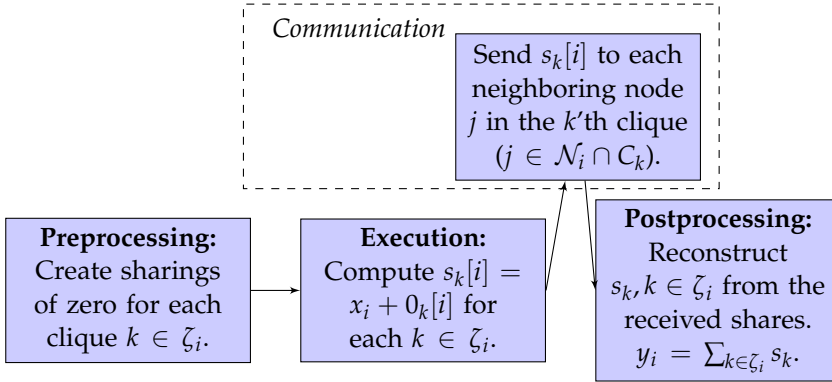 Communication
Send s_k[i] to each
neighboring node
j in the k'th clique
(j ∈ 𝒩_i ∩ C_k).
Preprocessing:
Create sharings
of zero for each
clique k ∈ ζ_i.
Execution:
Compute s_k[i] =
x_i + 0_k[i] for
each k ∈ ζ_i.
Postprocessing:
Reconstruct
s_k, k ∈ ζ_i from the
received shares.
y_i = ∑_{k∈ζ_i} s_k.